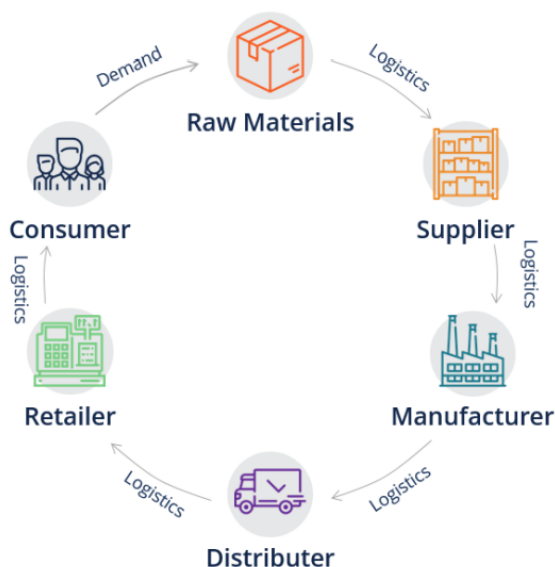 Demand
Raw Materials
Logistics
Supplier
Logistics
Manufacturer
Logistics
Distributer
Logistics
Retailer
Logistics
Consumer